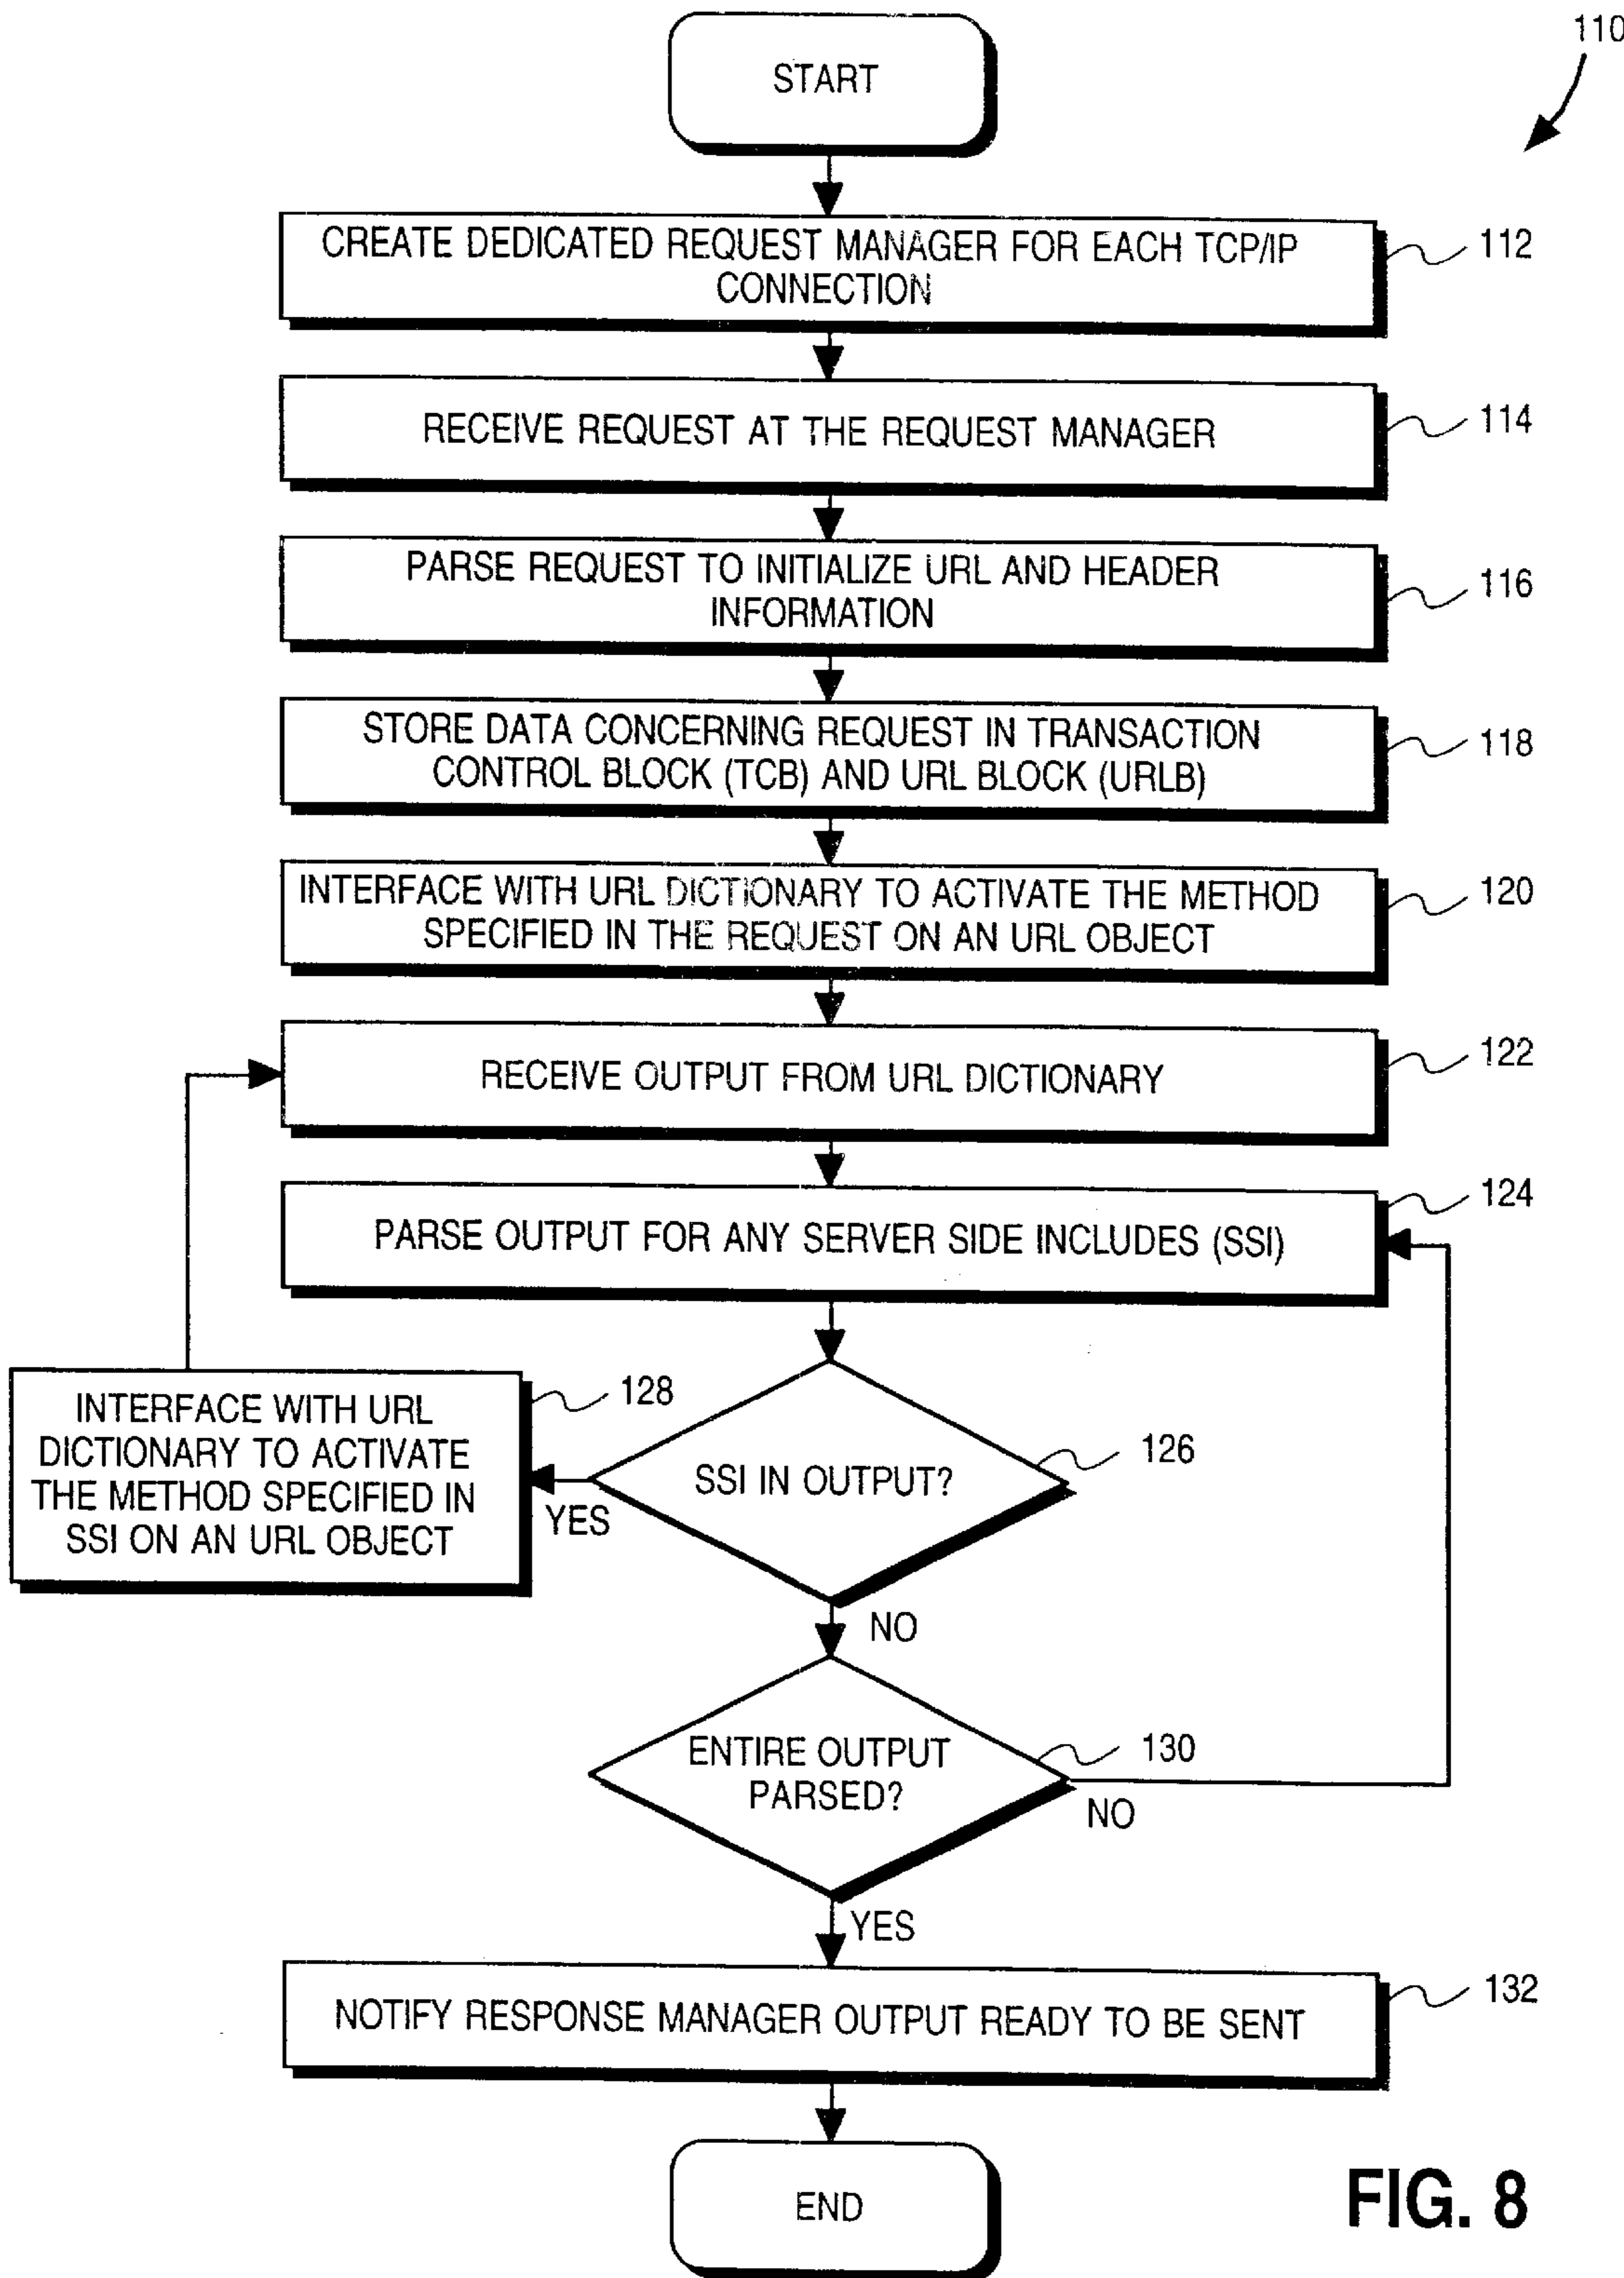 110
START
CREATE DEDICATED REQUEST MANAGER FOR EACH TCP/IP
CONNECTION
112
RECEIVE REQUEST AT THE REQUEST MANAGER
114
PARSE REQUEST TO INITIALIZE URL AND HEADER
INFORMATION
116
STORE DATA CONCERNING REQUEST IN TRANSACTION
CONTROL BLOCK (TCB) AND URL BLOCK (URLB)
118
INTERFACE WITH URL DICTIONARY TO ACTIVATE THE METHOD
SPECIFIED IN THE REQUEST ON AN URL OBJECT
120
RECEIVE OUTPUT FROM URL DICTIONARY
122
PARSE OUTPUT FOR ANY SERVER SIDE INCLUDES (SSI)
124
INTERFACE WITH URL
DICTIONARY TO ACTIVATE
THE METHOD SPECIFIED IN
SSI ON AN URL OBJECT
128
YES
SSI IN OUTPUT?
126
NO
ENTIRE OUTPUT
PARSED?
130
NO
YES
NOTIFY RESPONSE MANAGER OUTPUT READY TO BE SENT
132
END
FIG. 8